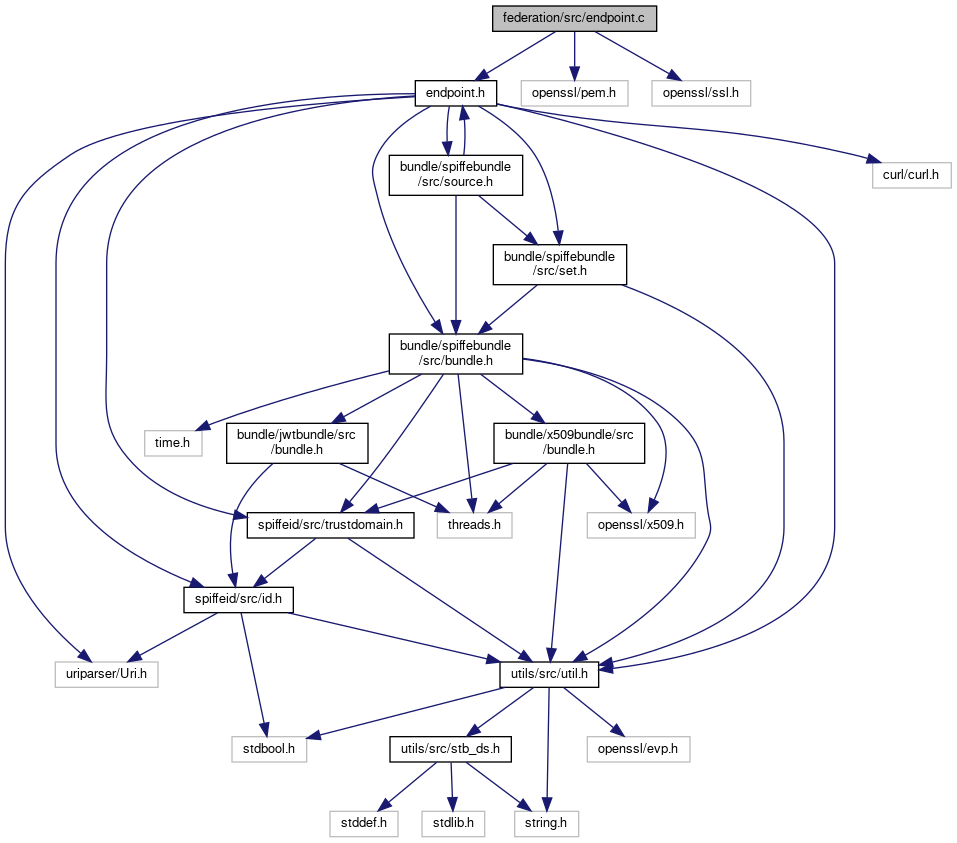 federation/src/endpoint.c
endpoint.h
openssl/pem.h
openssl/ssl.h
bundle/spiffebundle
/src/source.h
curl/curl.h
bundle/spiffebundle
/src/set.h
bundle/spiffebundle
/src/bundle.h
time.h
bundle/jwtbundle/src
/bundle.h
bundle/x509bundle/src
/bundle.h
spiffeid/src/trustdomain.h
threads.h
openssl/x509.h
spiffeid/src/id.h
uriparser/Uri.h
utils/src/util.h
stdbool.h
utils/src/stb_ds.h
openssl/evp.h
stddef.h
stdlib.h
string.h